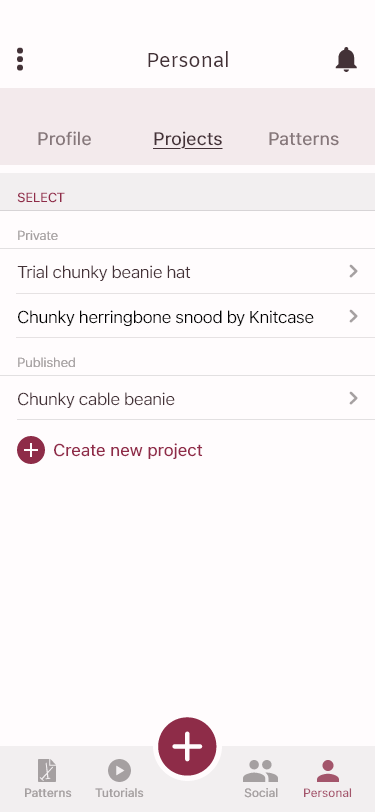 Personal
Profile Projects Patterns
SELECT
Private
Trial chunky beanie hat
Chunky herringbone snood by Knitcase
Published
Chunky cable beanie
Create new project
Patterns Tutorials Social Personal